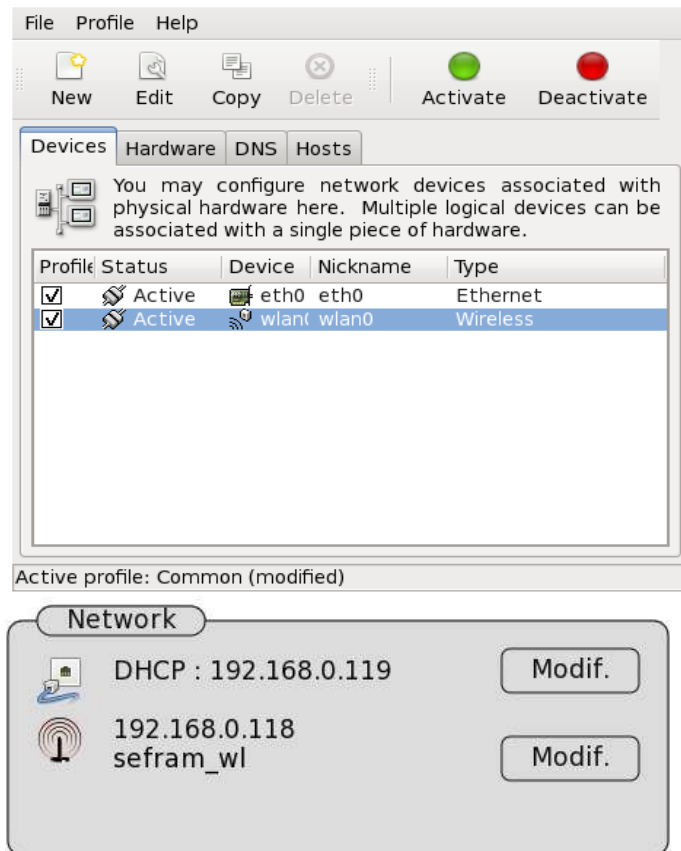 File Profile Help
New Edit Copy Delete Activate Deactivate
Devices Hardware DNS Hosts
You may configure network devices associated with
physical hardware here. Multiple logical devices can be
associated with a single piece of hardware.
Profile Status Device Nickname Type
Active eth0 eth0 Ethernet
Active wlan( wlan0 Wireless
Active profile: Common (modified)
Network
DHCP : 192.168.0.119 Modif.
192.168.0.118
sefram_wl Modif.